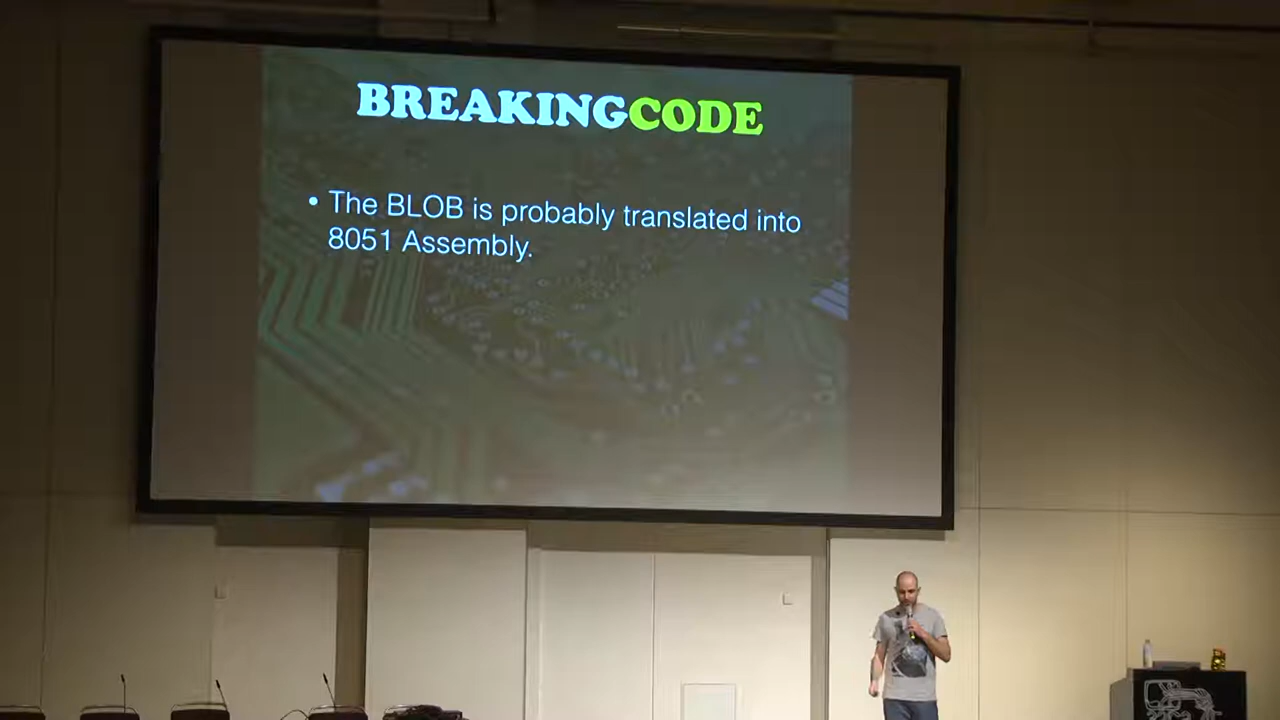 BREAKINGCODE
• The BLOB is probably translated into
8051 Assembly.